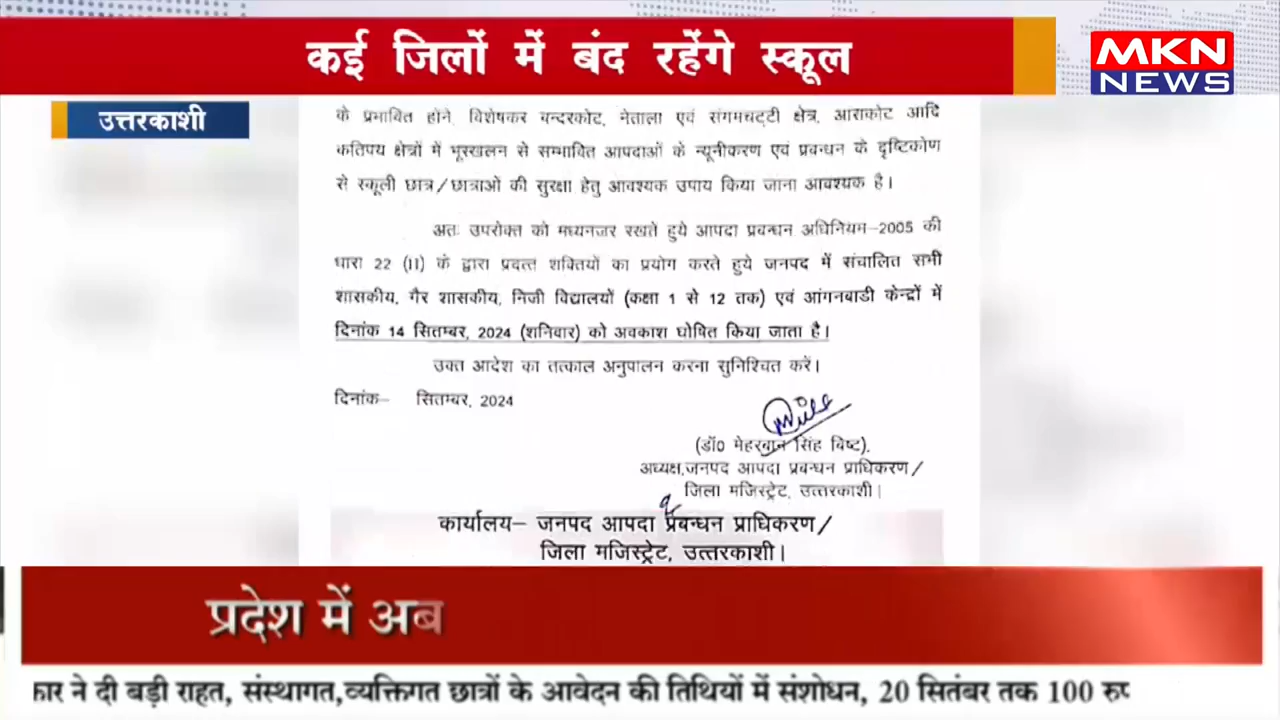 कई जिलों में बंद रहेंगे स्कूल
MKN
NEWS
उत्तरकाशी
के प्रभावित होने, विशेषकर चन्दरकोट, नेताला एवं संगमचट्टी क्षेत्र, आराकोट आदि
कतिपय क्षेत्रों में भूस्खलन से सम्भावित आपदाओं के न्यूनीकरण एवं प्रबन्धन के दृष्टिकोण
से स्कूली छात्र/छात्राओं की सुरक्षा हेतु आवश्यक उपाय किया जाना आवश्यक है।
अतः उपरोक्त को मध्यनजर रखते हुये आपदा प्रबन्धन अधिनियम-2005 की
धारा 22 (II) के द्वारा प्रदत्त शक्तियों का प्रयोग करते हुये जनपद में संचालित सभी
शासकीय, गैर शासकीय, निजी विद्यालयों (कक्षा 1 से 12 तक) एवं आंगनबाडी केन्द्रों में
दिनांक 14 सितम्बर, 2024 (शनिवार) को अवकाश घोषित किया जाता है।
उक्त आदेश का तत्काल अनुपालन करना सुनिश्चित करें।
दिनांक- सितम्बर, 2024
(डॉ0 मेहरबान सिंह बिष्ट),
अध्यक्ष,जनपद आपदा प्रबन्धन प्राधिकरण/
जिला मजिस्ट्रेट, उत्तरकाशी।
कार्यालय- जनपद आपदा प्रबन्धन प्राधिकरण/
जिला मजिस्ट्रेट, उत्तरकाशी।
प्रदेश में अब
कार ने दी बड़ी राहत, संस्थागत,व्यक्तिगत छात्रों के आवेदन की तिथियों में संशोधन, 20 सितंबर तक 100